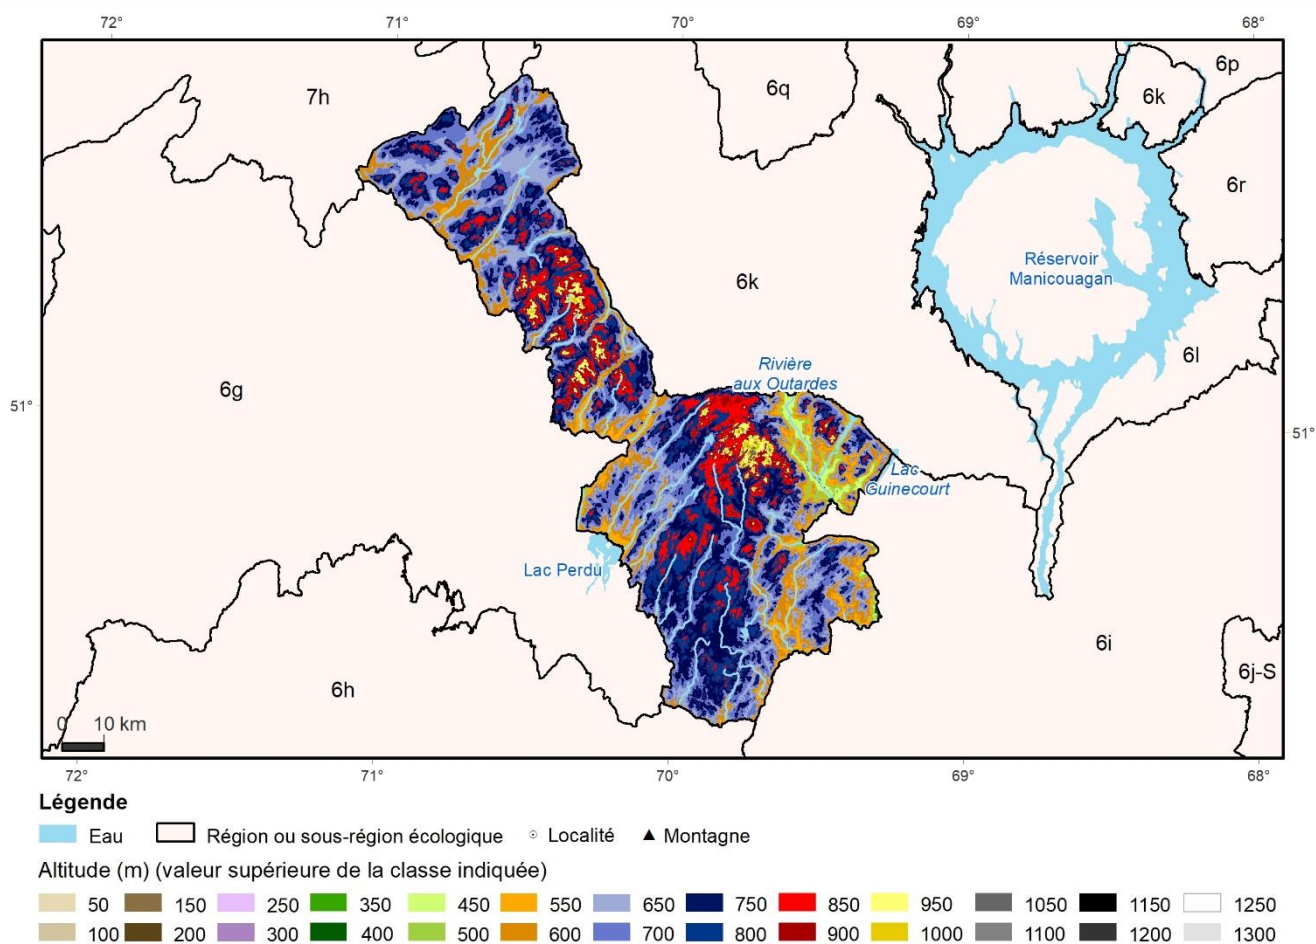 72° 71° 70° 69° 68°
7h
6q
6p
6k
6r
Réservoir
Manicouagan
6k
6l
Rivière
aux Outardes
6g
51°
51°
Lac
Guinecourt
Lac Perdu
6i
6h
6j-S
0 10 km
72° 71° 70° 69° 68°
Légende
Eau Région ou sous-région écologique Localité Montagne
Altitude (m) (valeur supérieure de la classe indiquée)
50 150 250 350 450 550 650 750 850 950 1050 1150 1250
100 200 300 400 500 600 700 800 900 1000 1100 1200 1300